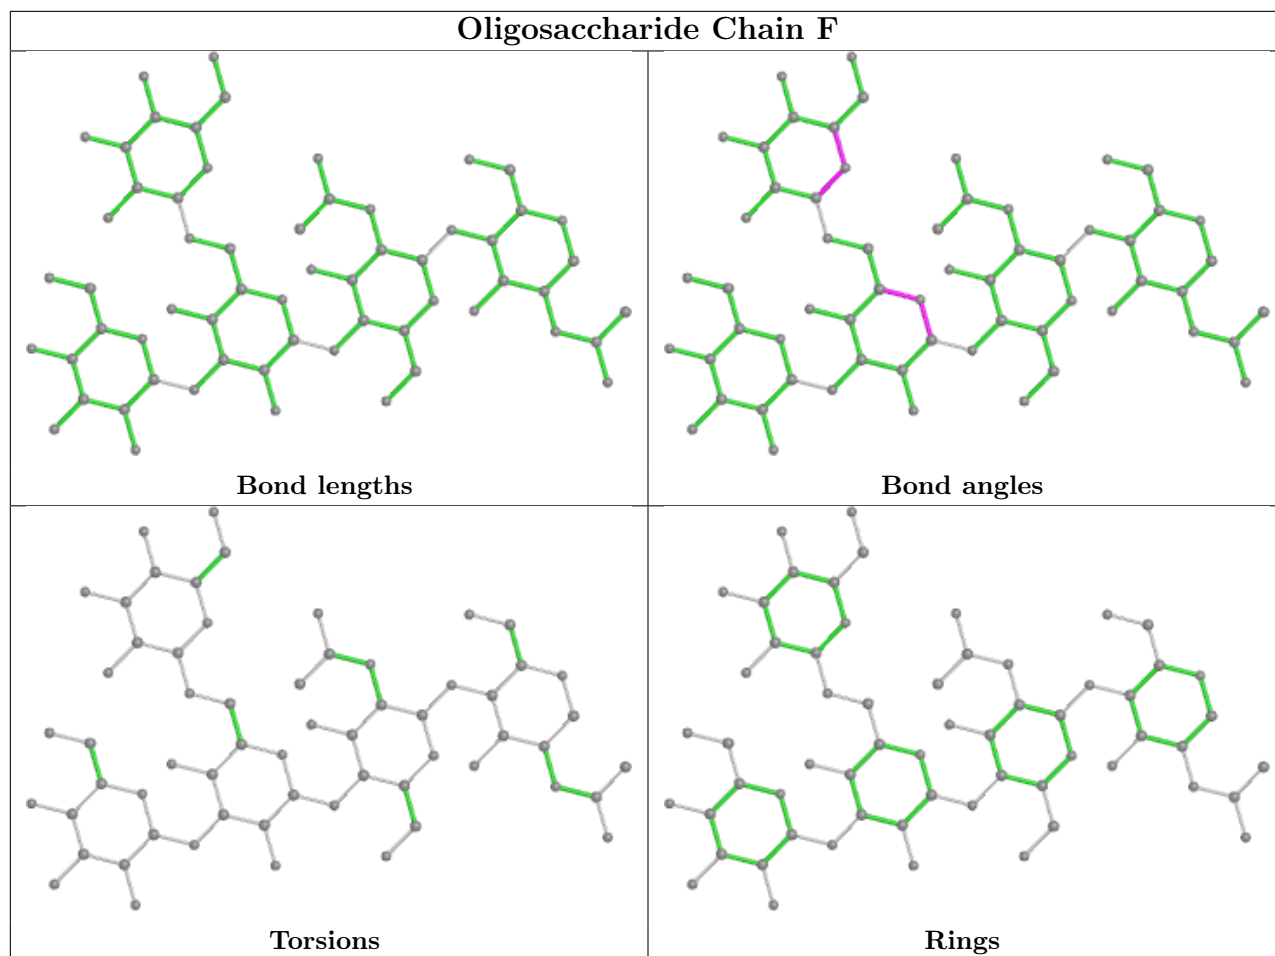 Oligosaccharide Chain F
Bond lengths
Bond angles
Torsions
Rings